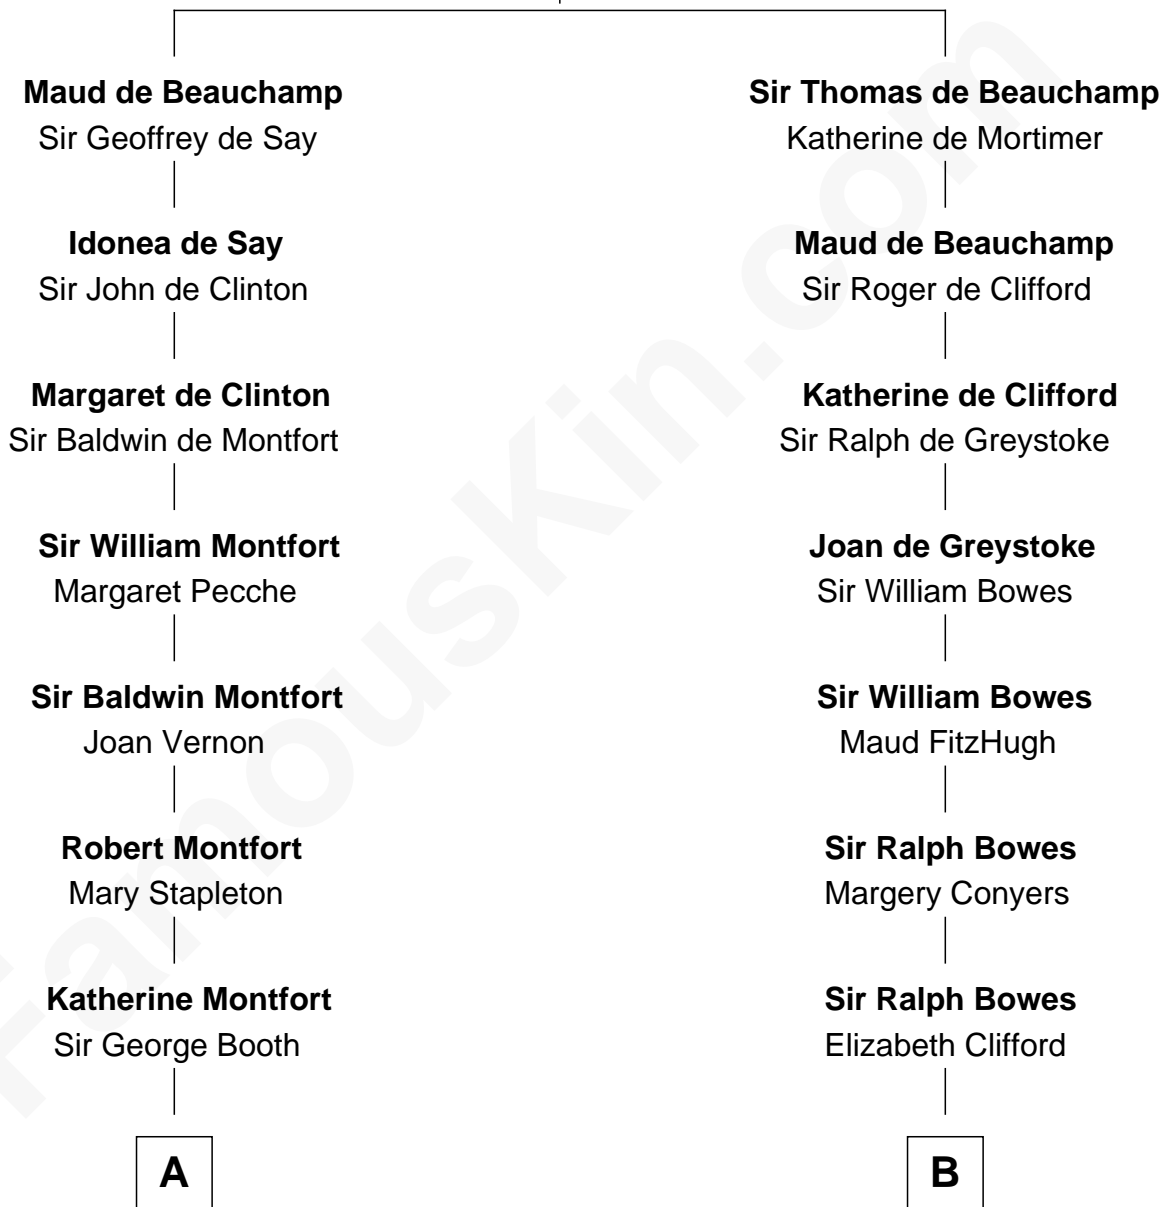 Maud de Beauchamp
Sir Geoffrey de Say
Idonea de Say
Sir John de Clinton
Margaret de Clinton
Sir Baldwin de Montfort
Sir William Montfort
Margaret Pecche
Sir Baldwin Montfort
Joan Vernon
Robert Montfort
Mary Stapleton
Katherine Montfort
Sir George Booth
A
Sir Thomas de Beauchamp
Katherine de Mortimer
Maud de Beauchamp
Sir Roger de Clifford
Katherine de Clifford
Sir Ralph de Greystoke
Joan de Greystoke
Sir William Bowes
Sir William Bowes
Maud FitzHugh
Sir Ralph Bowes
Margery Conyers
Sir Ralph Bowes
Elizabeth Clifford
B
FamousKin.com